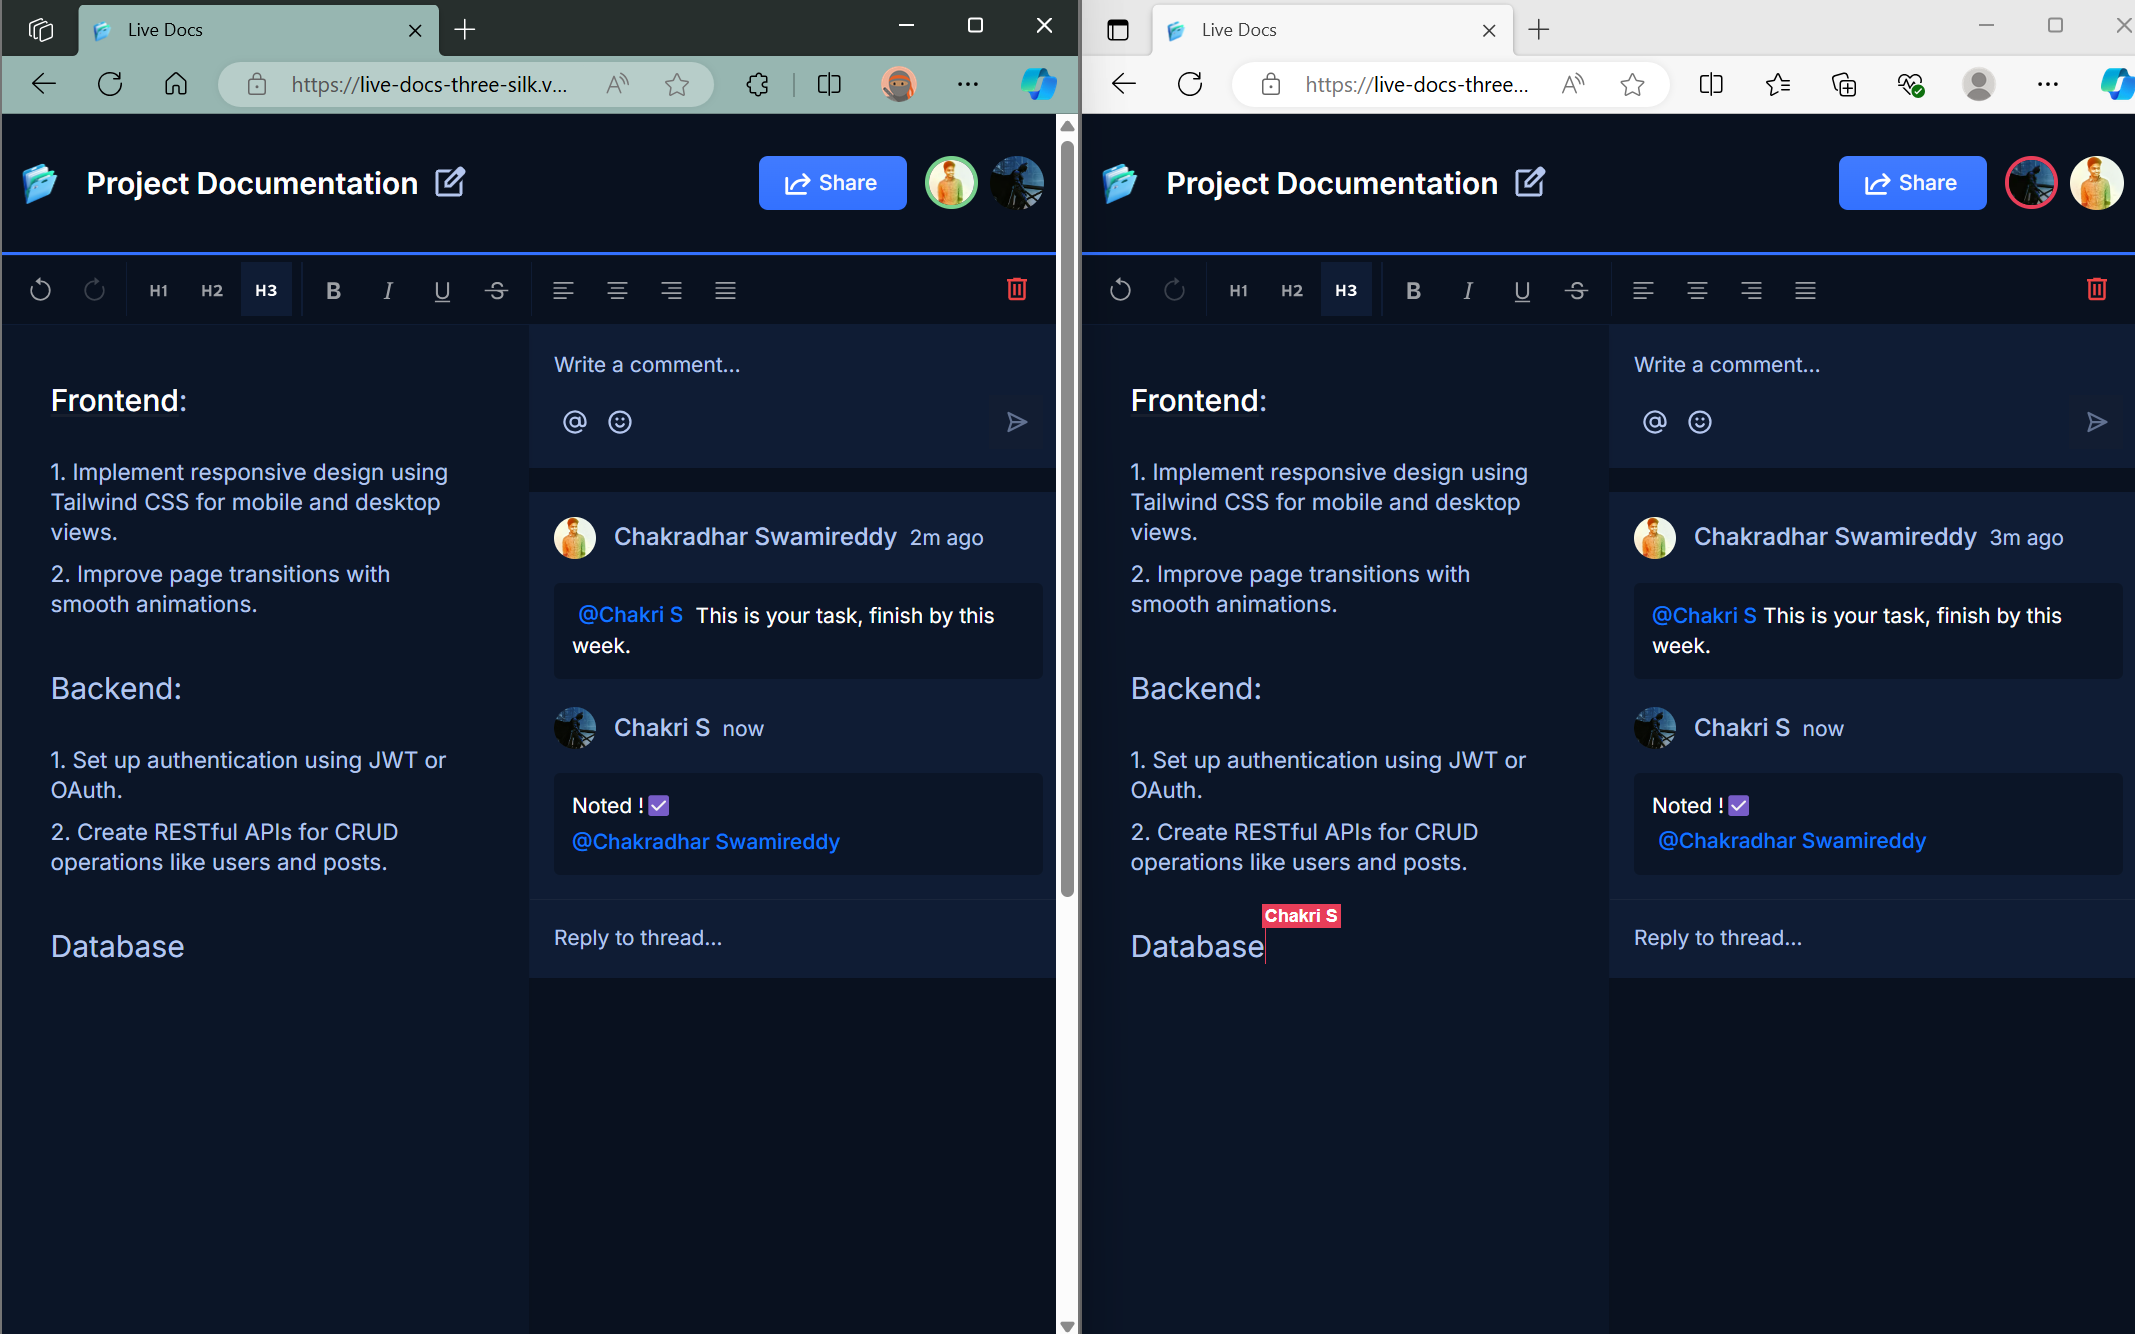 Live Docs
https://live-docs-three-silk.v...
Project Documentation
Share
H1 H2 H3 B I U S
Frontend:
1. Implement responsive design using
Tailwind CSS for mobile and desktop
views.
2. Improve page transitions with
smooth animations.
Backend:
1. Set up authentication using JWT or
OAuth.
2. Create RESTful APIs for CRUD
operations like users and posts.
Database
Write a comment...
@
Chakradhar Swamireddy 2m ago
@Chakri S This is your task, finish by this
week.
Chakri S now
Noted !
@Chakradhar Swamireddy
Reply to thread...
Live Docs
https://live-docs-three...
Project Documentation
Share
H1 H2 H3 B I U S
Frontend:
1. Implement responsive design using
Tailwind CSS for mobile and desktop
views.
2. Improve page transitions with
smooth animations.
Backend:
1. Set up authentication using JWT or
OAuth.
2. Create RESTful APIs for CRUD
operations like users and posts.
Chakri S
Database
Write a comment...
@
Chakradhar Swamireddy 3m ago
@Chakri S This is your task, finish by this
week.
Chakri S now
Noted !
@Chakradhar Swamireddy
Reply to thread...